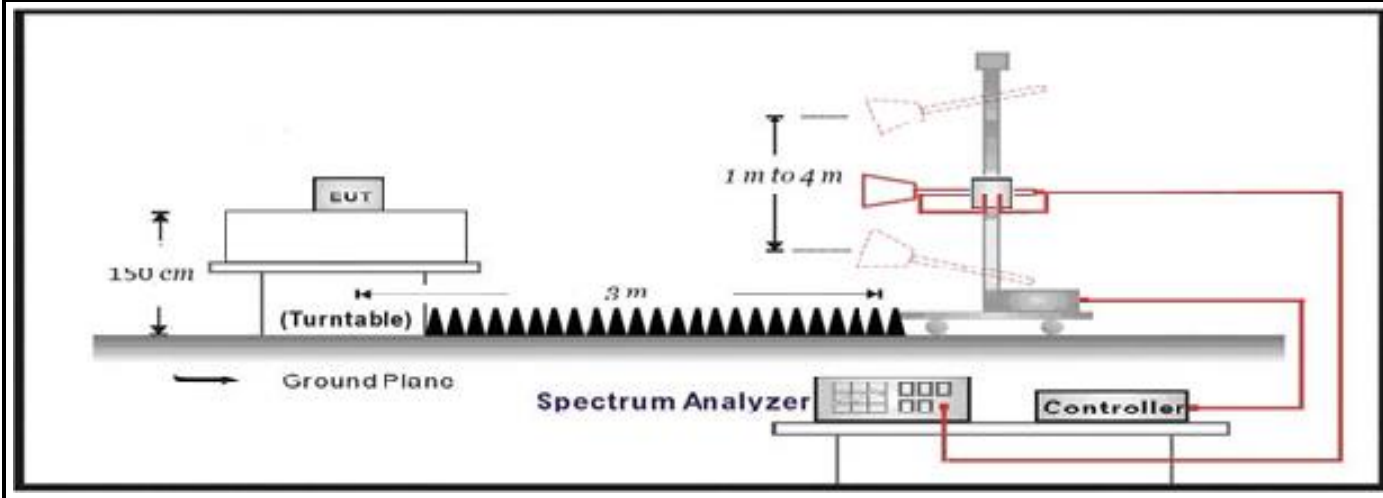 EUT
1 m to 4 m
150 cm
3 m
(Turntable)
Ground Plane
Spectrum Analyzer
Controller